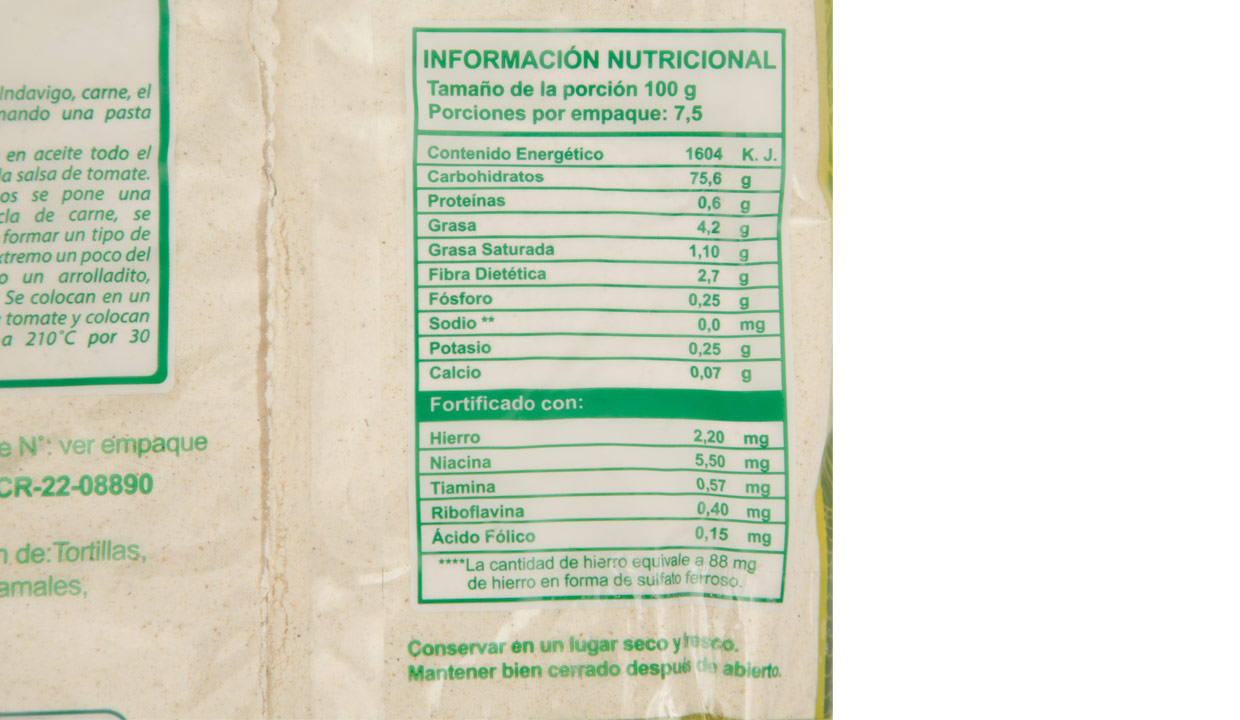 Indavigo, carne, el
una pasta
en aceite todo el
salsa de tomate.
se pone una
de carne, se
formar un tipo de
un poco del
un arrolladito,
Se colocan en un
tomate y colocan
a 210°C por 30
N°: ver empaque
CR-22-08890
de: Tortillas,
INFORMACIÓN NUTRICIONAL
Tamaño de la porción 100 g
Porciones por empaque: 7,5
Contenido Energético 1604 K. J.
Carbohidratos 75,6 g
Proteínas 0,6 g
Grasa 4,2 g
Grasa Saturada 1,10 g
Fibra Dietética 2,7 g
Fósforo 0,25 g
Sodio ** 0,0 mg
Potasio 0,25 g
Calcio 0,07 g
Fortificado con:
Hierro 2,20 mg
Niacina 5,50 mg
Tiamina 0,57 mg
Riboflavina 0,40 mg
Ácido Fólico 0,15 mg
****La cantidad de hierro equivale a 88 mg
de hierro en forma de sulfato ferroso.
Conservar en un lugar seco y fresco.
Mantener bien cerrado después de abierto.